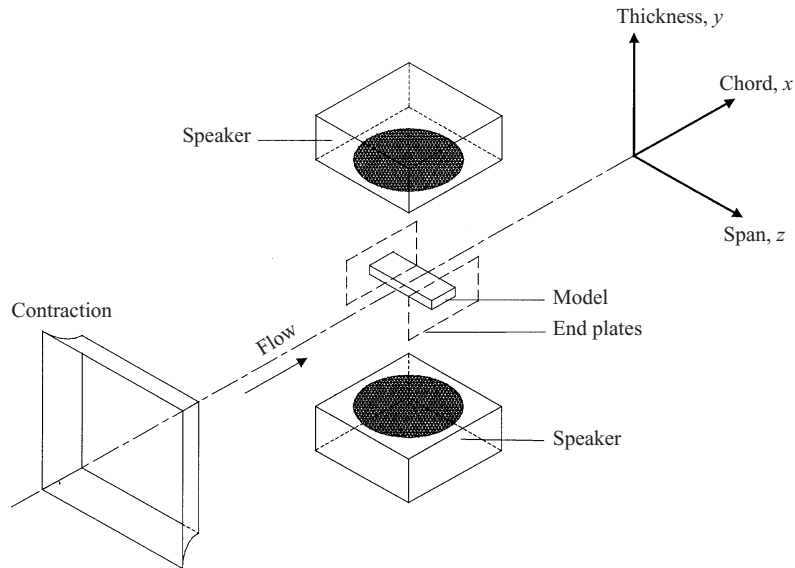 Thickness, y
Chord, x
Speaker
Span, z
Contraction
Model
End plates
Flow
Speaker